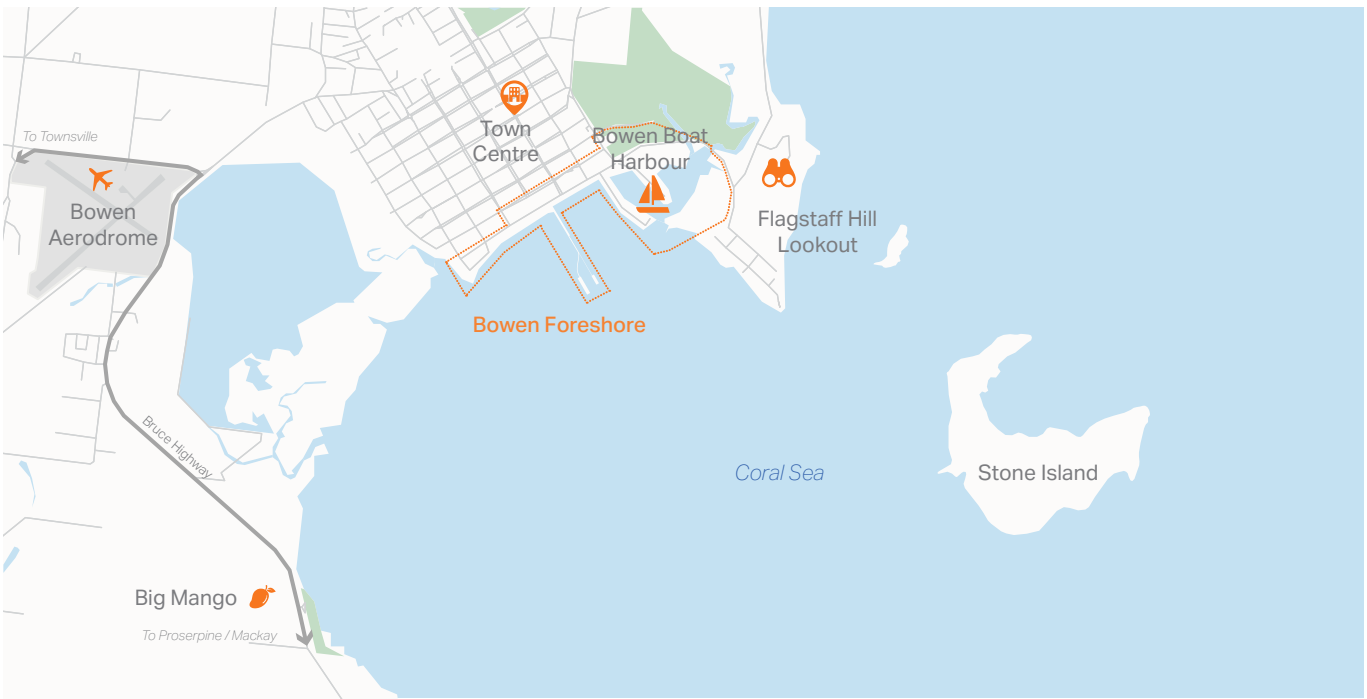 To Townsville
Town
Centre
Bowen Boat
Harbour
Bowen
Aerodrome
Flagstaff Hill
Lookout
Bowen Foreshore
Bruce Highway
Coral Sea
Stone Island
Big Mango
To Proserpine / Mackay